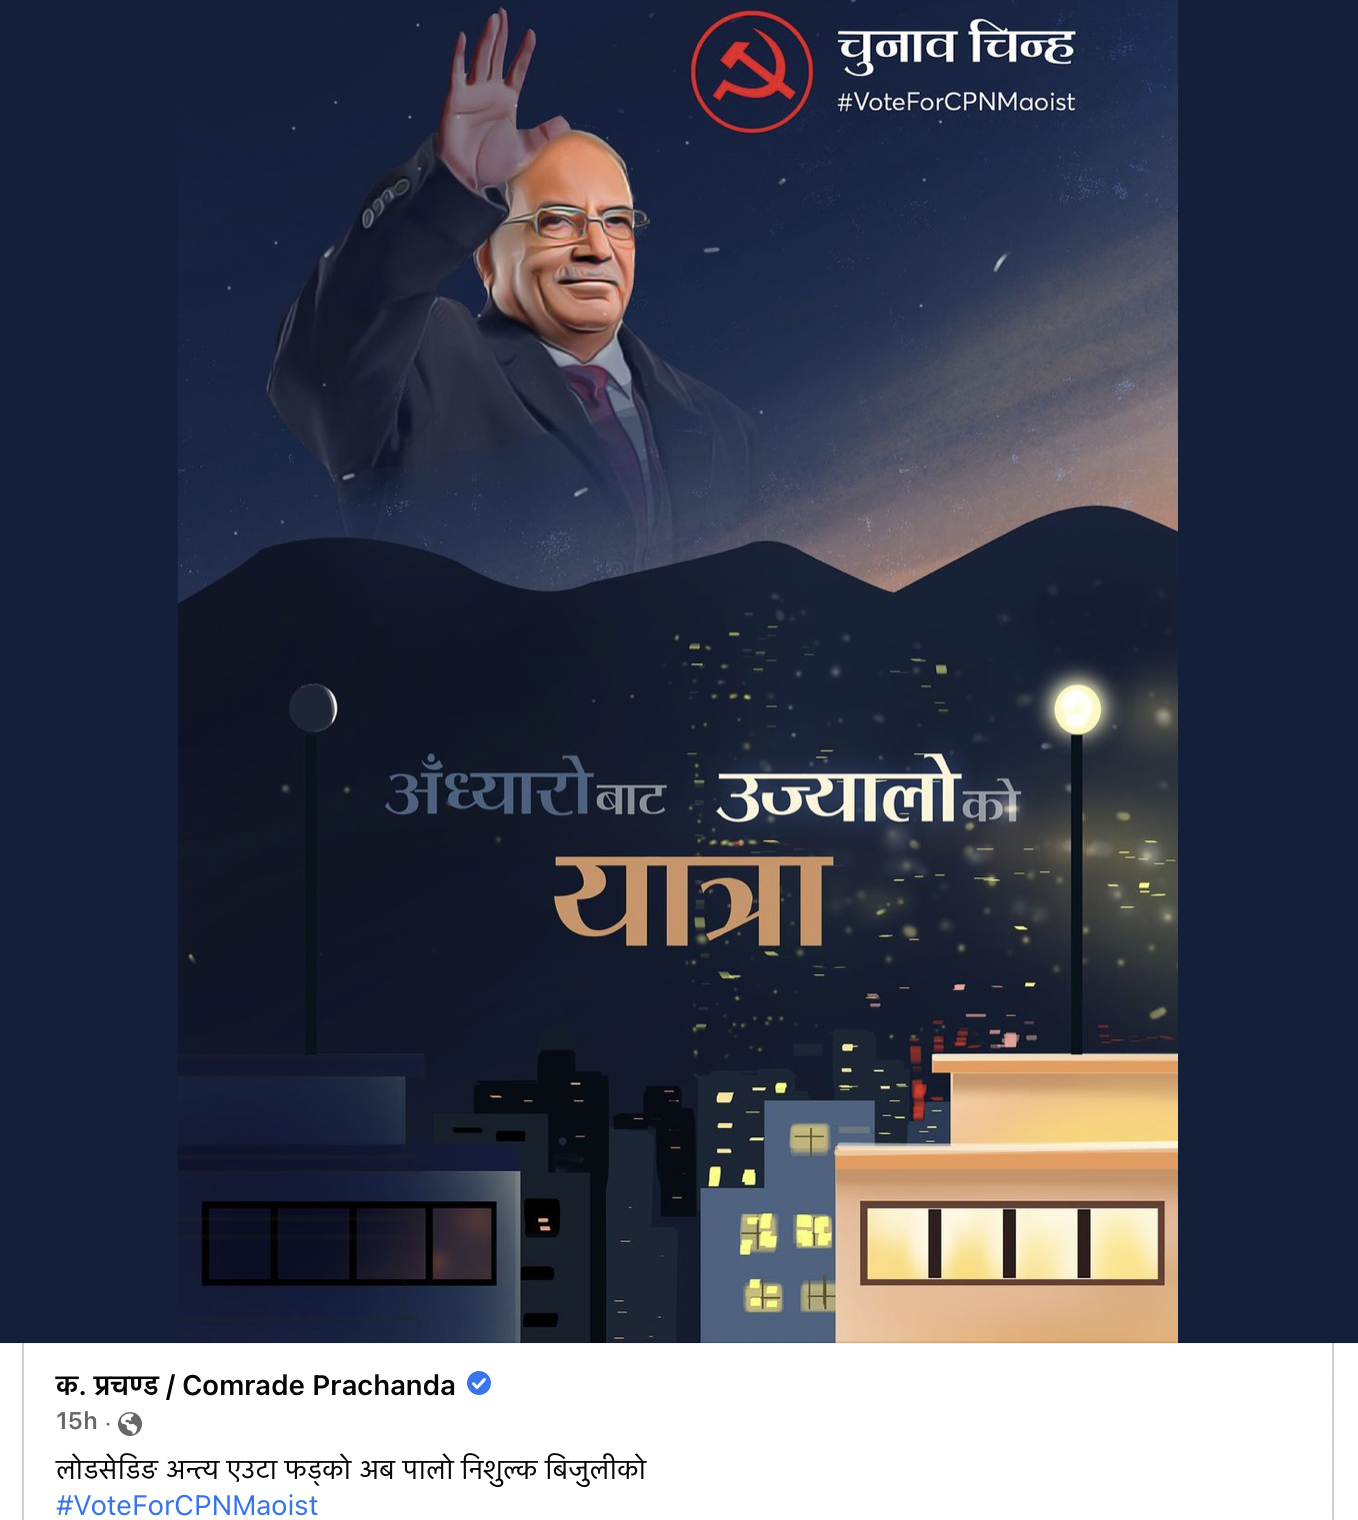 चुनाव चिन्ह
#VoteForCPNMaoist
अँध्यारोबाट उज्यालोको
यात्रा
क. प्रचण्ड / Comrade Prachanda
15h ·
लोडसेडिङ अन्त्य एउटा फड्को अब पालो निशुल्क बिजुलीको
#VoteForCPNMaoist